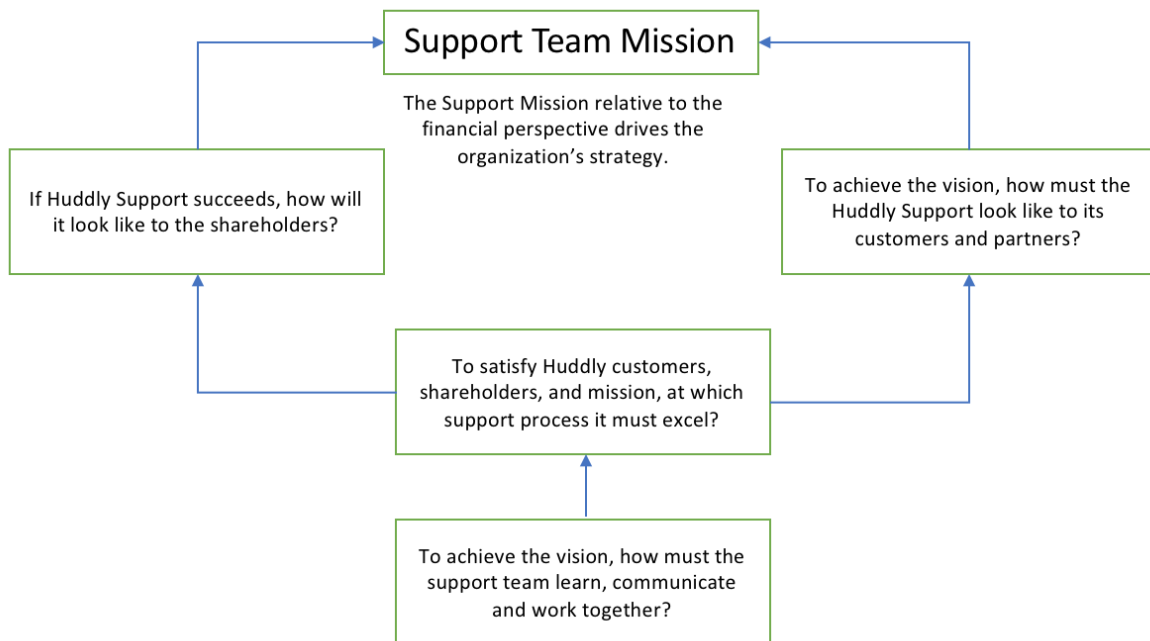 Support Team Mission
The Support Mission relative to the
financial perspective drives the
organization’s strategy.
If Huddly Support succeeds, how will
it look like to the shareholders?
To achieve the vision, how must the
Huddly Support look like to its
customers and partners?
To satisfy Huddly customers,
shareholders, and mission, at which
support process it must excel?
To achieve the vision, how must the
support team learn, communicate
and work together?